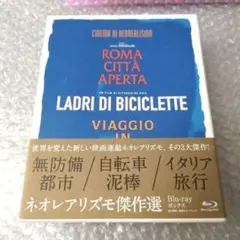 CINEMA DI NEOREALISMO
ROMA
CITTÀ
APERTA
LADRI DI BICICLETTE
VIAGGIO
IN
世界を変えた新しい映画運動ネオレアリズモ、その3大傑作!
無防備 / 自転車 / イタリア
都市 / 泥棒 / 旅行
ネオレアリズモ傑作選 Blu-ray
ボックス
Blu-ray